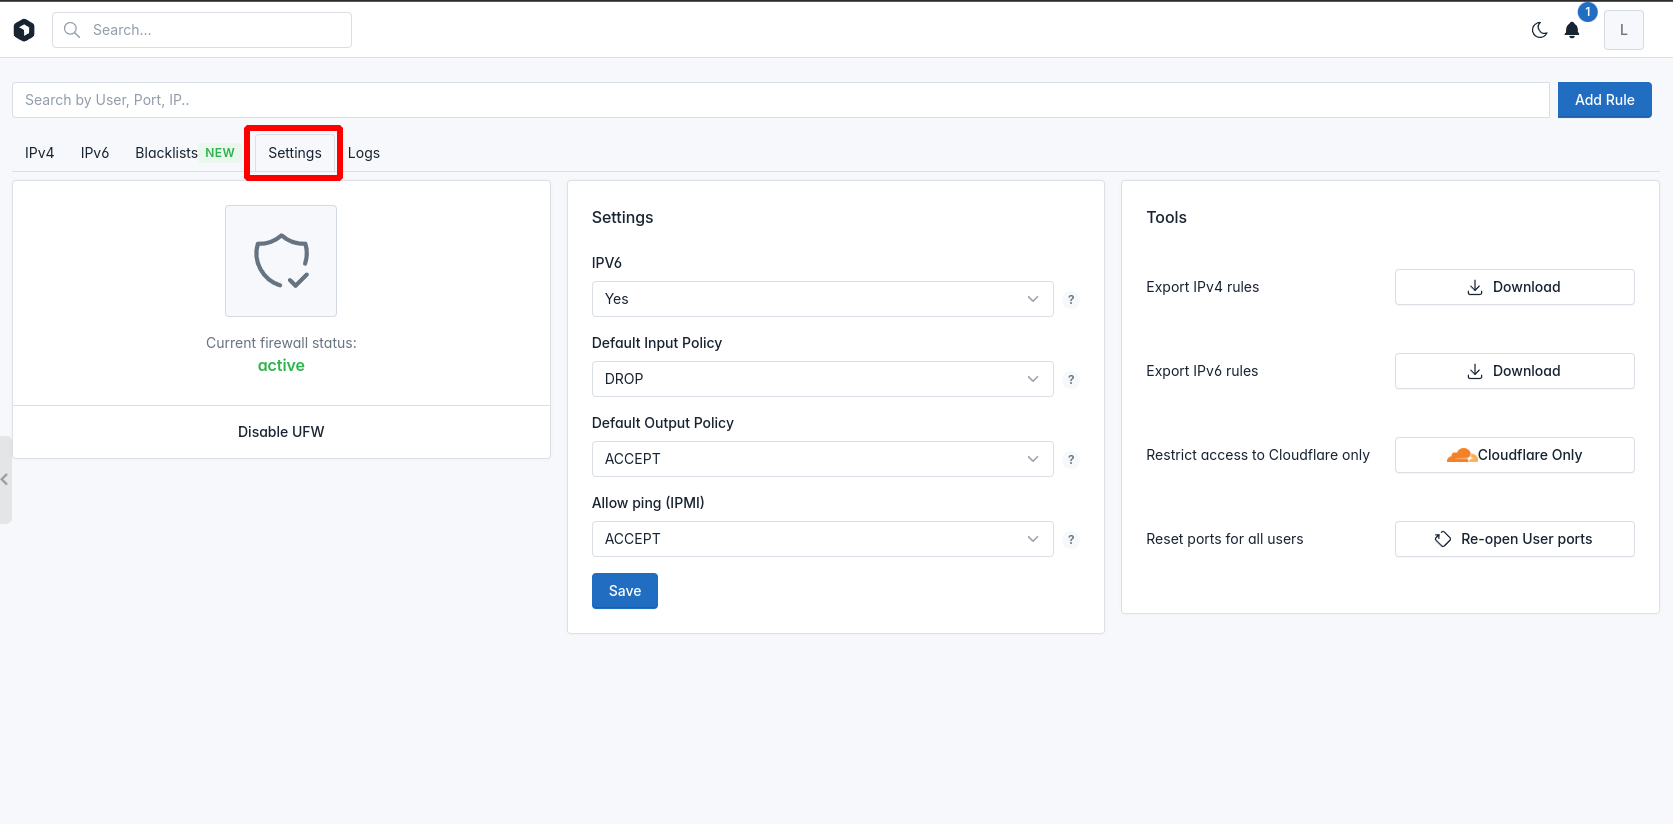 Search...
1
L
Search by User, Port, IP..
Add Rule
IPv4
IPv6
Blacklists NEW
Settings
Logs
Current firewall status:
active
Disable UFW
Settings
IPV6
Yes
?
Default Input Policy
DROP
?
Default Output Policy
ACCEPT
?
Allow ping (IPMI)
ACCEPT
?
Save
Tools
Export IPv4 rules
Download
Export IPv6 rules
Download
Restrict access to Cloudflare only
Cloudflare Only
Reset ports for all users
Re-open User ports